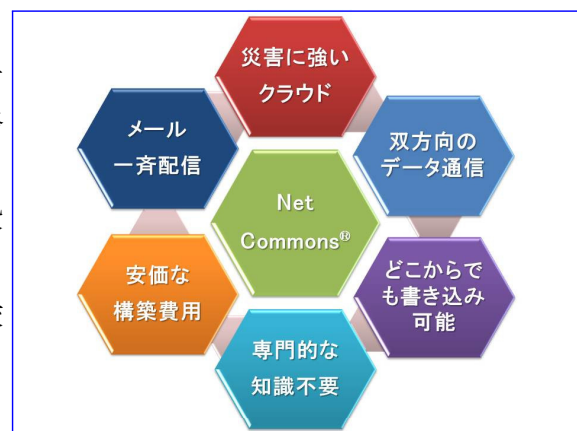 災害に強い
クラウド
双方向の
データ通信
どこからで
も書き込み
可能
専門的な
知識不要
安価な
構築費用
メール
一斉配信
Net
Commons®